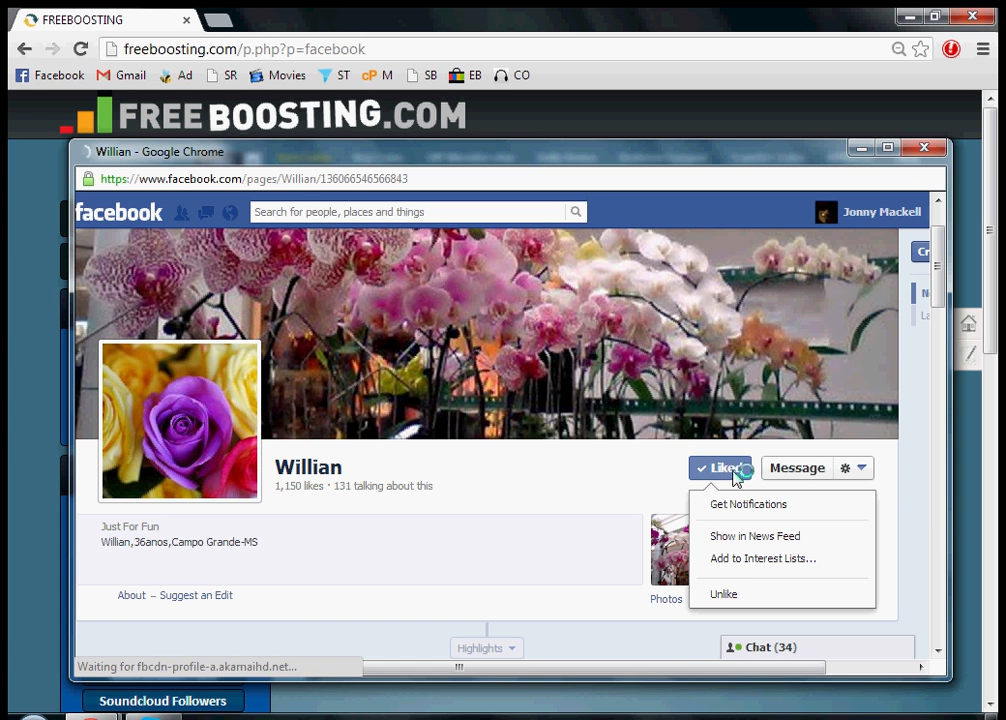 FREEBOOSTING
freeboosting.com/p.php?p=facebook
Facebook Gmail Ad SR Movies ST cP M SB EB CO
FREEBOOSTING.COM
Willian - Google Chrome
https://www.facebook.com/pages/Willian/136066546566843
facebook
Search for people, places and things
Jonny Mackell
Cr
N
La
Willian
1,150 likes · 131 talking about this
Liked
Message
Get Notifications
Show in News Feed
Add to Interest Lists...
Unlike
Just For Fun
Willian,36anos,Campo Grande-MS
About – Suggest an Edit
Photos
Highlights
Chat (34)
Waiting for fbcdn-profile-a.akamaihd.net...
Soundcloud Followers